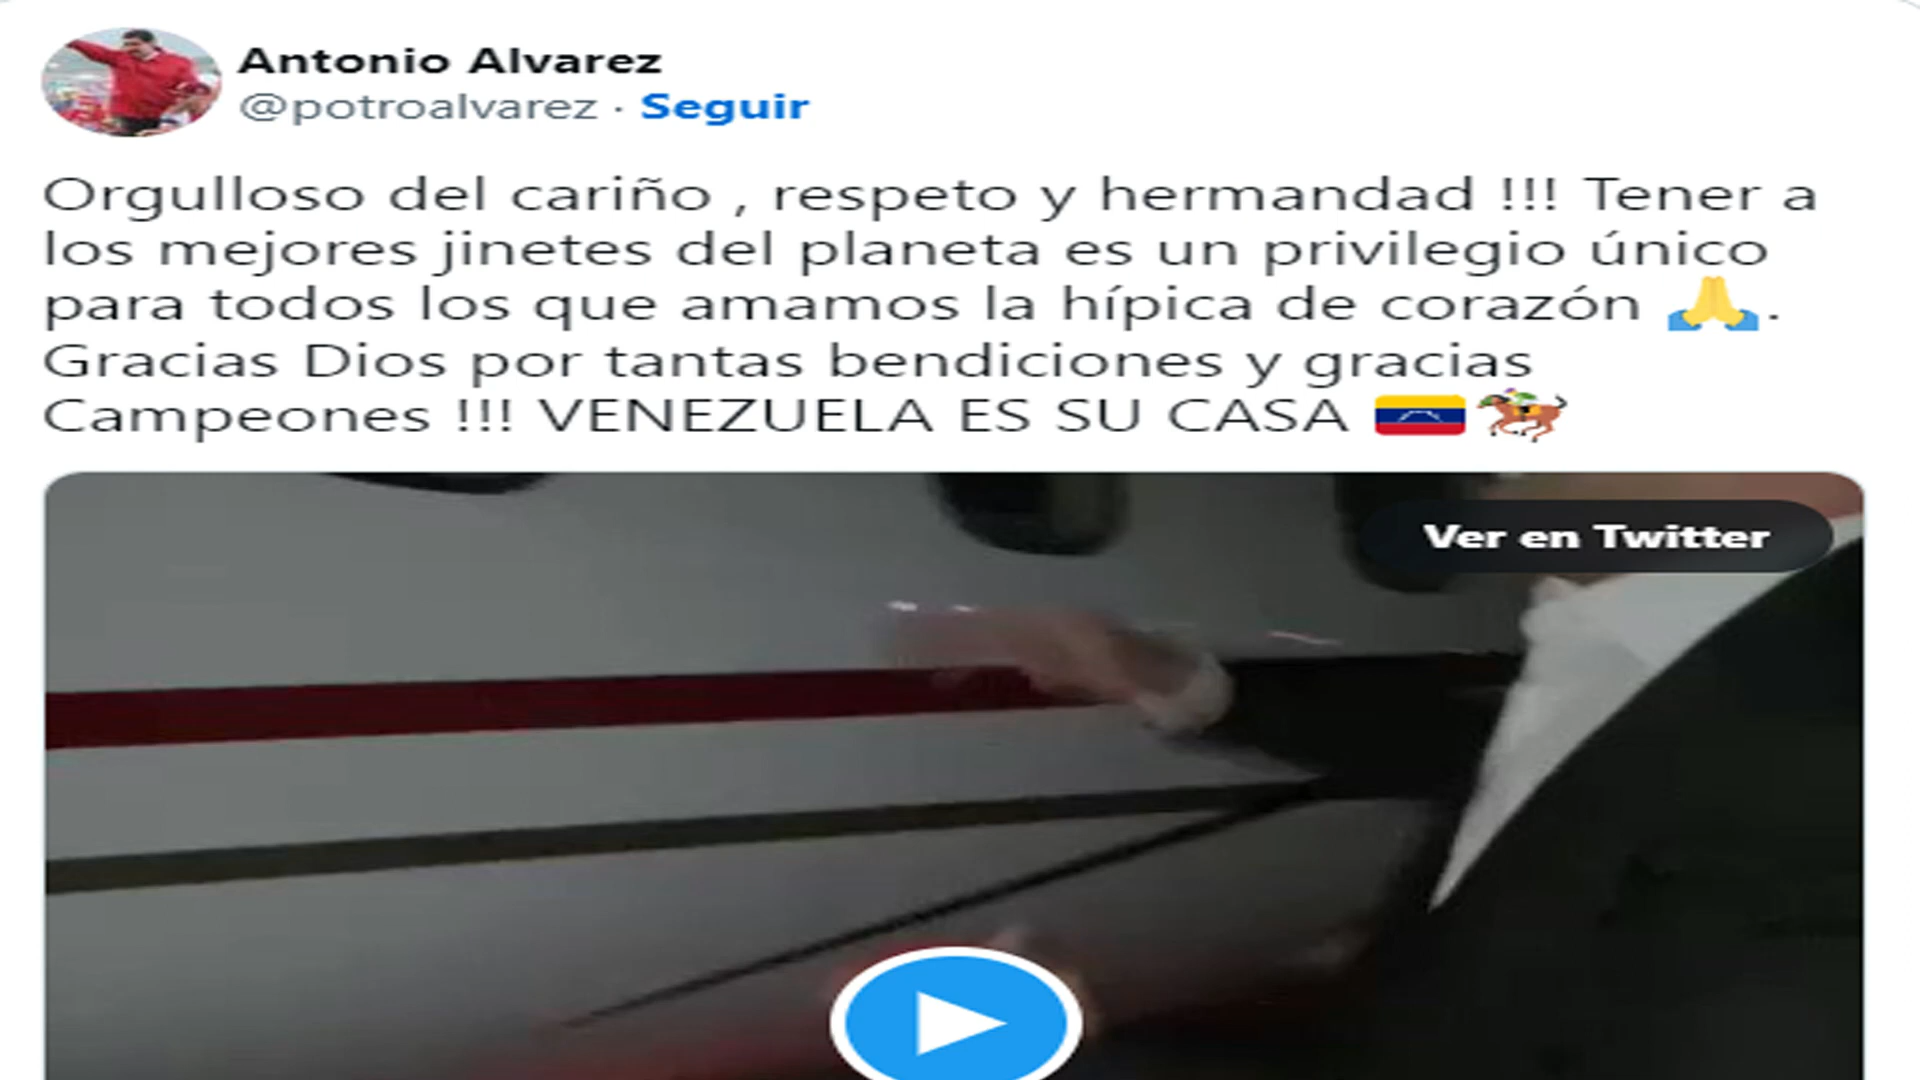 Antonio Alvarez
@potroalvarez · Seguir
Orgulloso del cariño , respeto y hermandad !!! Tener a
los mejores jinetes del planeta es un privilegio único
para todos los que amamos la hípica de corazón 🙏.
Gracias Dios por tantas bendiciones y gracias
Campeones !!! VENEZUELA ES SU CASA 🇻🇪🏇
Ver en Twitter